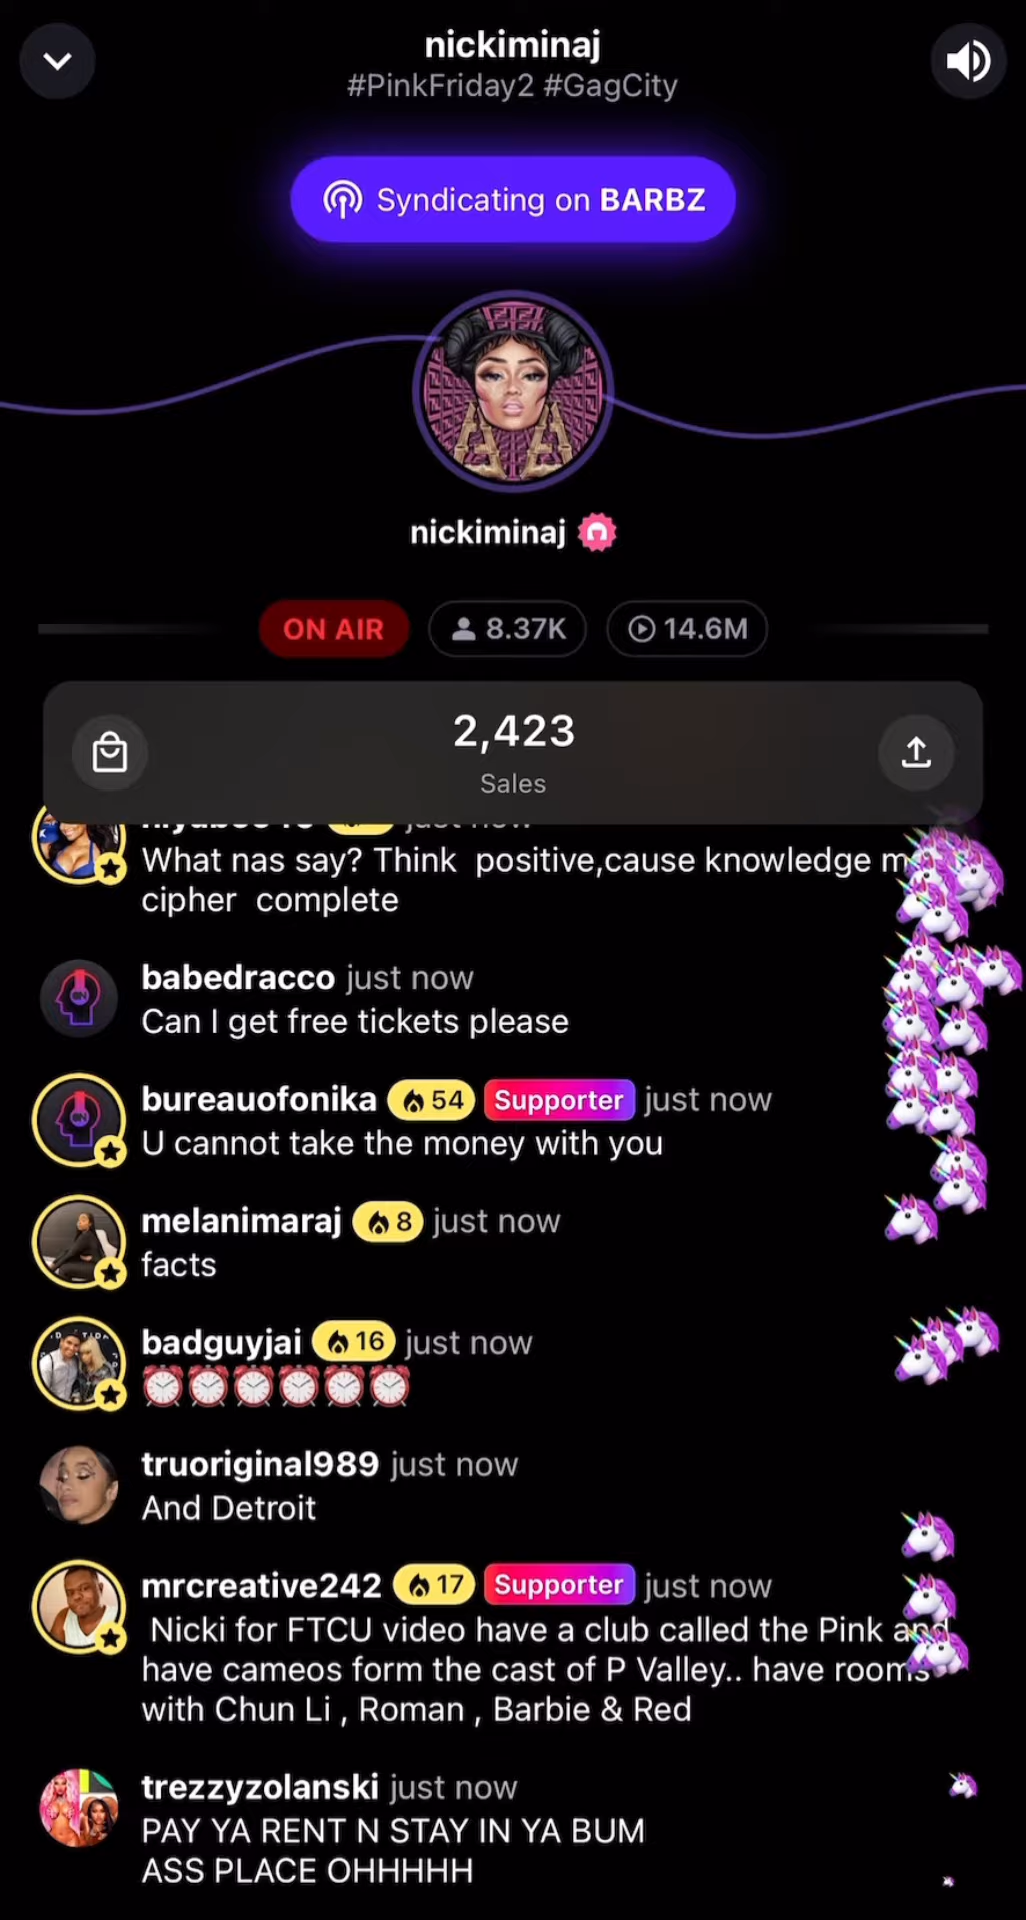 nickiminaj
#PinkFriday2 #GagCity
Syndicating on BARBZ
nickiminaj
ON AIR
8.37K
14.6M
2,423
Sales
just now
What nas say? Think  positive,cause knowledge
cipher  complete
babedracco just now
Can I get free tickets please
bureauofonika 54 Supporter just now
U cannot take the money with you
melanimaraj 8 just now
facts
badguyjai 16 just now
⏰⏰⏰⏰⏰⏰
truoriginal989 just now
And Detroit
mrcreative242 17 Supporter just now
Nicki for FTCU video have a club called the Pink and
have cameos form the cast of P Valley.. have rooms
with Chun Li , Roman , Barbie & Red
trezzyzolanski just now
PAY YA RENT N STAY IN YA BUM
ASS PLACE OHHHHH